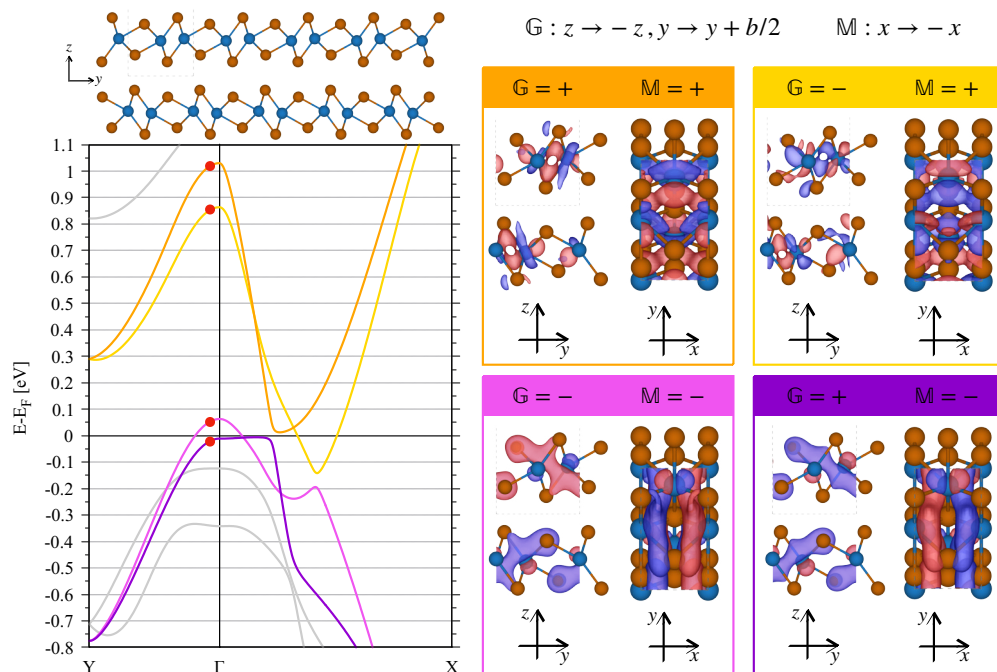 𝔾 : z → − z , y → y + b/2 𝕄 : x → − x
z
y
𝔾 = + 𝕄 = +
𝔾 = − 𝕄 = +
z
y
y
x
z
y
y
x
𝔾 = − 𝕄 = −
𝔾 = + 𝕄 = −
z
y
y
x
z
y
y
x
E-E_F [eV]
1.1
1
0.9
0.8
0.7
0.6
0.5
0.4
0.3
0.2
0.1
0
-0.1
-0.2
-0.3
-0.4
-0.5
-0.6
-0.7
-0.8
Y Γ X